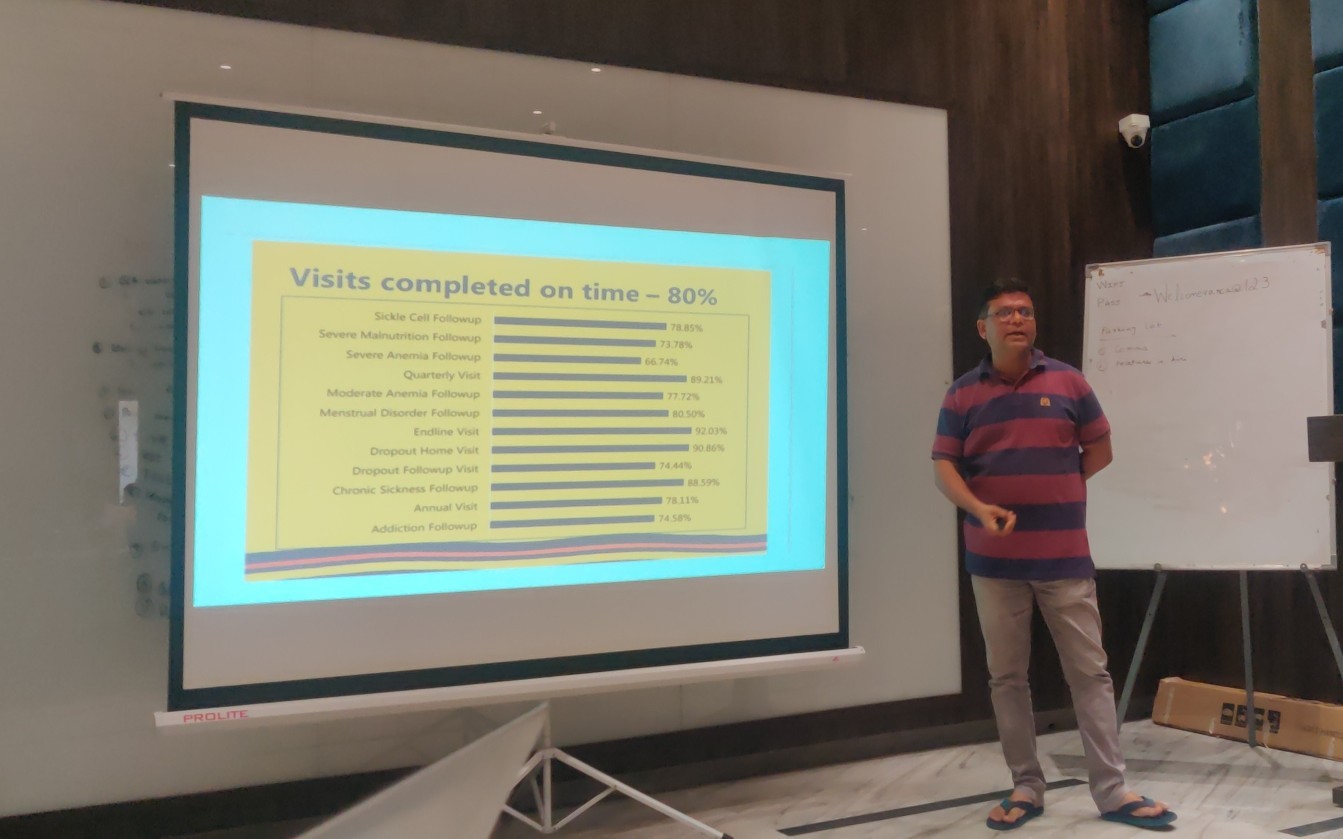 Visits completed on time – 80%
Sickle Cell Followup 78.85%
Severe Malnutrition Followup 73.78%
Severe Anemia Followup 66.74%
Quarterly Visit 89.21%
Moderate Anemia Followup 77.72%
Menstrual Disorder Followup 80.50%
Endline Visit 92.03%
Dropout Home Visit 90.86%
Dropout Followup Visit 74.44%
Chronic Sickness Followup 88.59%
Annual Visit 78.11%
Addiction Followup 74.58%
PROLITE
Pass
Parking lot